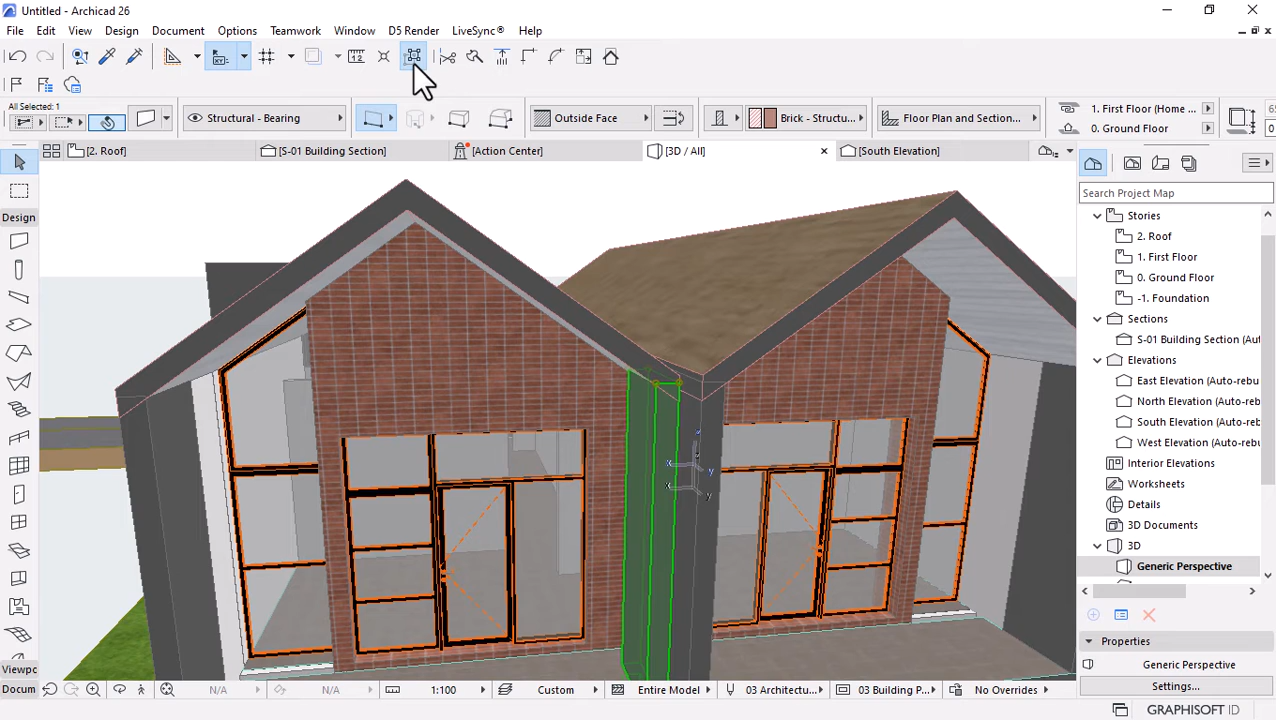 Untitled - Archicad 26
File Edit View Design Document Options Teamwork Window D5 Render LiveSync® Help
All Selected: 1
Structural - Bearing
Outside Face
Brick - Structu...
Floor Plan and Section...
1. First Floor (Home ...
0. Ground Floor
[2. Roof]
[S-01 Building Section]
[Action Center]
[3D / All]
[South Elevation]
Design
Search Project Map
Stories
2. Roof
1. First Floor
0. Ground Floor
-1. Foundation
Sections
S-01 Building Section (Aut
Elevations
East Elevation (Auto-rebu
North Elevation (Auto-reb
South Elevation (Auto-reb
West Elevation (Auto-rebu
Interior Elevations
Worksheets
Details
3D Documents
3D
Generic Perspective
x
y
x
y
Properties
Generic Perspective
Settings...
Viewpc
Docum
N/A
N/A
1:100
Custom
Entire Model
03 Architectu...
03 Building P...
No Overrides
GRAPHISOFT ID